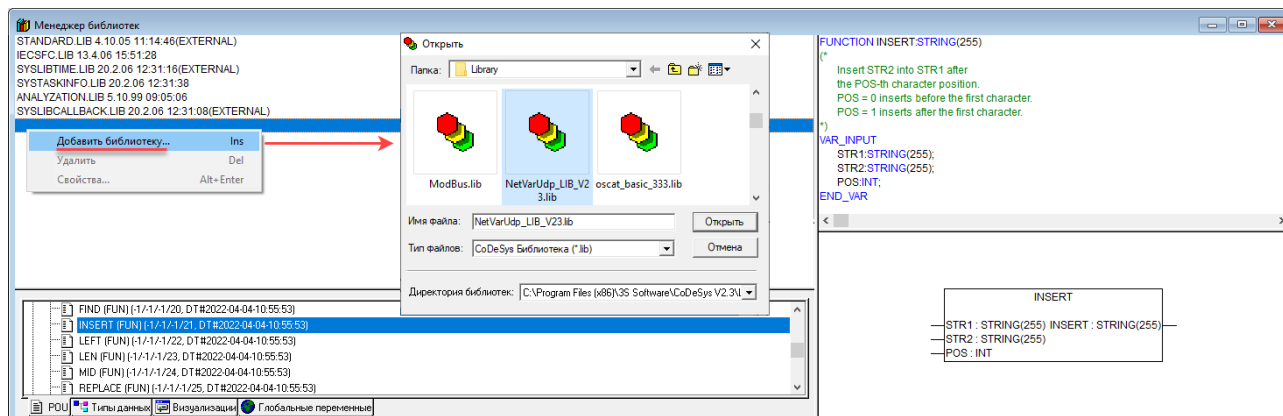 Менеджер библиотек
STANDARD.LIB 4.10.05 11:14:46(EXTERNAL)
IECSFC.LIB 13.4.06 15:51:28
SYSLIBTIME.LIB 20.2.06 12:31:16(EXTERNAL)
SYSTASKINFO.LIB 20.2.06 12:31:38
ANALYZATION.LIB 5.10.99 09:05:06
SYSLIBCALLBACK.LIB 20.2.06 12:31:08(EXTERNAL)
Добавить библиотеку... Ins
Удалить Del
Свойства... Alt+Enter
Открыть
Папка: Library
ModBus.lib
NetVarUdp_LIB_V2
3.lib
oscat_basic_333.lib
Имя файла: NetVarUdp_LIB_V23.lib Открыть
Тип файлов: CoDeSys Библиотека (*.lib) Отмена
Директория библиотек: C:\Program Files (x86)\3S Software\CoDeSys V2.3\L
FUNCTION INSERT:STRING(255)
(*
Insert STR2 into STR1 after
the POS-th character position.
POS = 0 inserts before the first character.
POS = 1 inserts after the first character.
*)
VAR_INPUT
STR1:STRING(255);
STR2:STRING(255);
POS:INT;
END_VAR
FIND (FUN) (-1/-1/-1/20, DT#2022-04-04-10:55:53)
INSERT (FUN) (-1/-1/-1/21, DT#2022-04-04-10:55:53)
LEFT (FUN) (-1/-1/-1/22, DT#2022-04-04-10:55:53)
LEN (FUN) (-1/-1/-1/23, DT#2022-04-04-10:55:53)
MID (FUN) (-1/-1/-1/24, DT#2022-04-04-10:55:53)
REPLACE (FUN) (-1/-1/-1/25, DT#2022-04-04-10:55:53)
POU Типы данных Визуализации Глобальные переменные
INSERT
STR1 : STRING(255) INSERT : STRING(255)
STR2 : STRING(255)
POS : INT